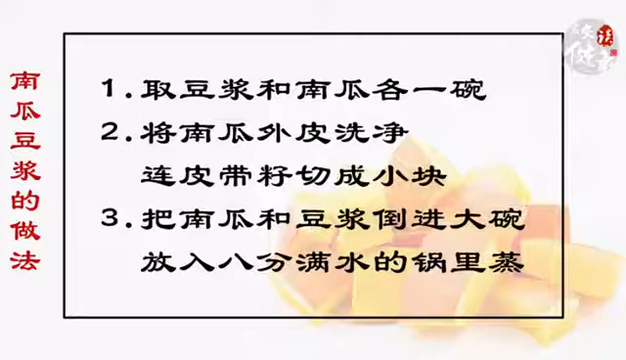 南瓜豆浆的做法
1.取豆浆和南瓜各一碗
2.将南瓜外皮洗净
连皮带籽切成小块
3.把南瓜和豆浆倒进大碗
放入八分满水的锅里蒸